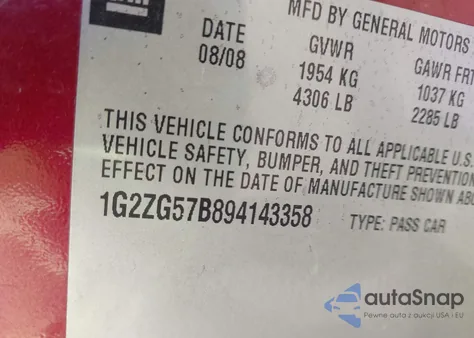 MFD BY GENERAL MOTORS
DATE GVWR GAWR FRT
08/08 1954 KG 1037 KG
4306 LB 2285 LB
THIS VEHICLE CONFORMS TO ALL APPLICABLE U.S.
VEHICLE SAFETY, BUMPER, AND THEFT PREVENTION
EFFECT ON THE DATE OF MANUFACTURE SHOWN ABO
1G2ZG57B894143358 TYPE: PASS CAR
autoSnap
Pewne auta z aukcji USA i EU